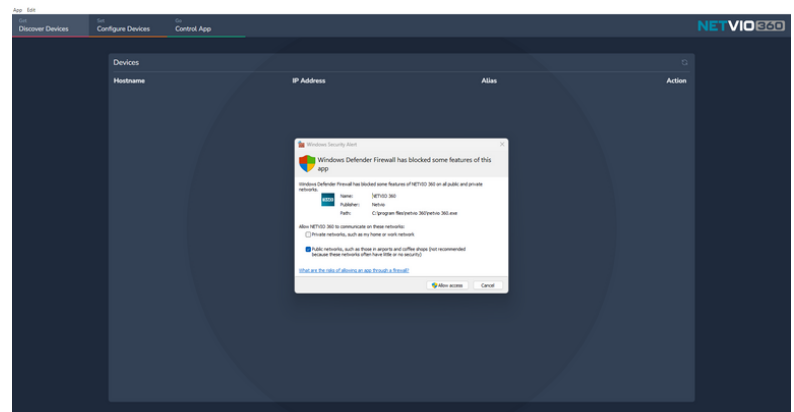 App Edit
Get
Discover Devices
Set
Configure Devices
Go
Control App
NETVIO360
Devices
Hostname IP Address Alias Action
Windows Security Alert
Windows Defender Firewall has blocked some features of this
app
Windows Defender Firewall has blocked some features of NETVIO 360 on all public and private
networks.
Name: NETVIO 360
Publisher: Netvio
Path: C:\program files\netvio 360\netvio 360.exe
Allow NETVIO 360 to communicate on these networks:
Private networks, such as my home or work network
Public networks, such as those in airports and coffee shops (not recommended
because these networks often have little or no security)
What are the risks of allowing an app through a firewall?
Allow access Cancel